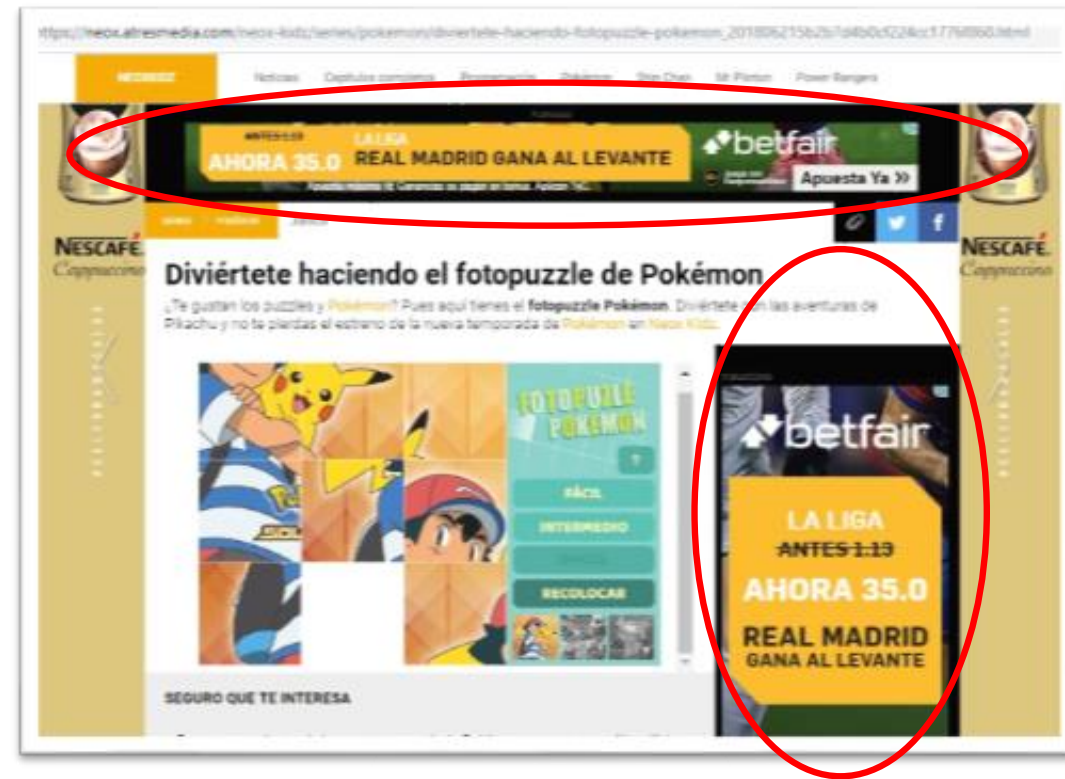 https://neox.atresmedia.com/neox-kidz/series/pokemon/diviertete-haciendo-fotopuzzle-pokemon
Noticias Capítulos completos Programación Pokémon Shin Chan Power Rangers
ANTES 1.13 LA LIGA
AHORA 35.0 REAL MADRID GANA AL LEVANTE
betfair
Apuesta Ya »
NESCAFÉ.
Cappuccino
NESCAFÉ.
Cappuccino
Diviértete haciendo el fotopuzzle de Pokémon
¿Te gustan los puzzles y Pokémon? Pues aquí tienes el fotopuzzle Pokémon. Diviértete con las aventuras de
Pikachu y no te pierdas el estreno de la nueva temporada de Pokémon en Neox Kidz.
FOTOPUZZLE
POKEMON
?
FÁCIL
INTERMEDIO
RECOLOCAR
betfair
LA LIGA
ANTES 1.13
AHORA 35.0
REAL MADRID
GANA AL LEVANTE
SEGURO QUE TE INTERESA